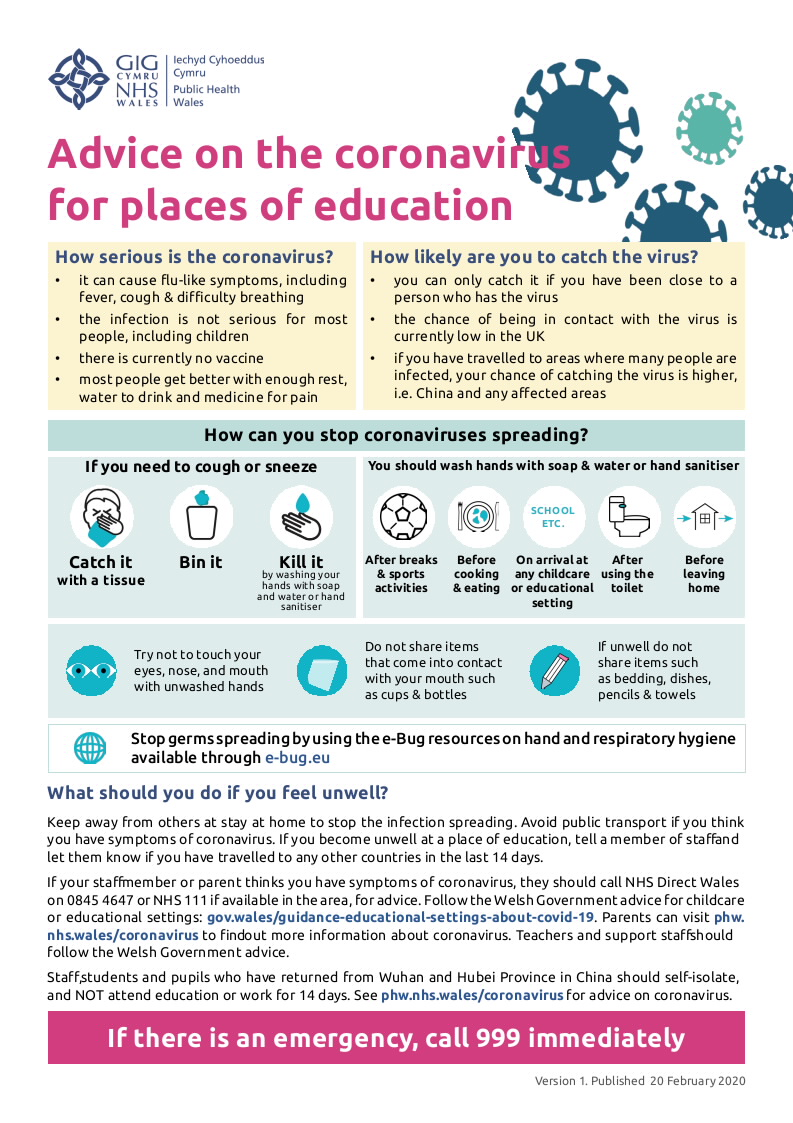 GIG
CYMRU
NHS
WALES
Iechyd Cyhoeddus
Cymru
Public Health
Wales
Advice on the coronavirus
for places of education
How serious is the coronavirus?
• it can cause flu-like symptoms, including
fever, cough & difficulty breathing
• the infection is not serious for most
people, including children
• there is currently no vaccine
• most people get better with enough rest,
water to drink and medicine for pain
How likely are you to catch the virus?
• you can only catch it if you have been close to a
person who has the virus
• the chance of being in contact with the virus is
currently low in the UK
• if you have travelled to areas where many people are
infected, your chance of catching the virus is higher,
i.e. China and any affected areas
How can you stop coronaviruses spreading?
If you need to cough or sneeze
Catch it
with a tissue
Bin it
Kill it
by washing your
hands with soap
and water or hand
sanitiser
You should wash hands with soap & water or hand sanitiser
After breaks
& sports
activities
Before
cooking
& eating
SCHOOL
ETC.
On arrival at
any childcare
or educational
setting
After
using the
toilet
Before
leaving
home
Try not to touch your
eyes, nose, and mouth
with unwashed hands
Do not share items
that come into contact
with your mouth such
as cups & bottles
If unwell do not
share items such
as bedding, dishes,
pencils & towels
Stop germs spreading by using the e-Bug resources on hand and respiratory hygiene
available through e-bug.eu
What should you do if you feel unwell?
Keep away from others at stay at home to stop the infection spreading. Avoid public transport if you think
you have symptoms of coronavirus. If you become unwell at a place of education, tell a member of staffand
let them know if you have travelled to any other countries in the last 14 days.
If your staffmember or parent thinks you have symptoms of coronavirus, they should call NHS Direct Wales
on 0845 4647 or NHS 111 if available in the area, for advice. Follow the Welsh Government advice for childcare
or educational settings: gov.wales/guidance-educational-settings-about-covid-19. Parents can visit phw.
nhs.wales/coronavirus to findout more information about coronavirus. Teachers and support staffshould
follow the Welsh Government advice.
Staff,students and pupils who have returned from Wuhan and Hubei Province in China should self-isolate,
and NOT attend education or work for 14 days. See phw.nhs.wales/coronavirus for advice on coronavirus.
If there is an emergency, call 999 immediately
Version 1. Published 20 February 2020